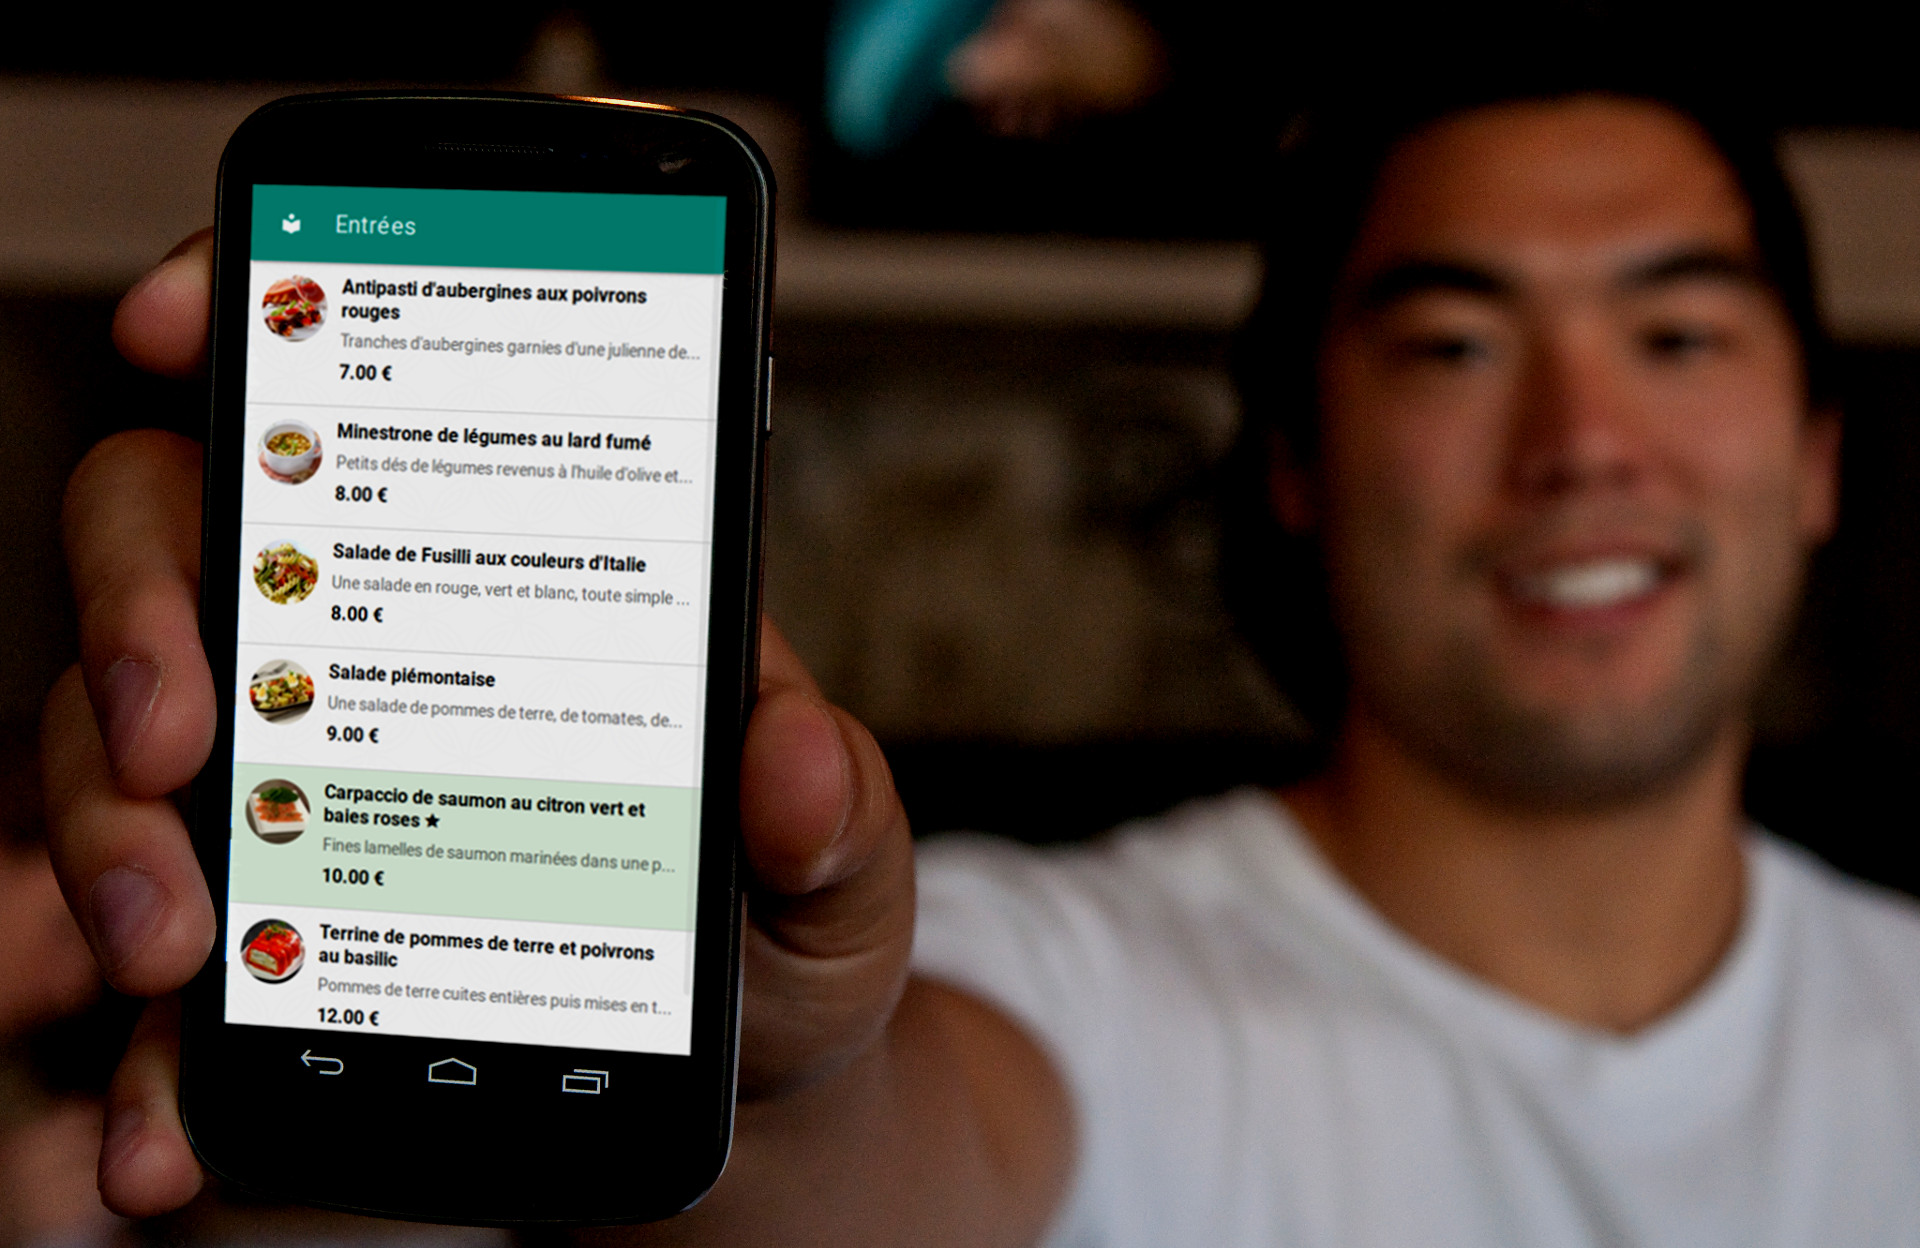 Entrées
Antipasti d'aubergines aux poivrons
rouges
Tranches d'aubergines garnies d'une julienne de...
7.00 €
Minestrone de légumes au lard fumé
Petits dés de légumes revenus à l'huile d'olive et...
8.00 €
Salade de Fusilli aux couleurs d'Italie
Une salade en rouge, vert et blanc, toute simple ...
8.00 €
Salade piémontaise
Une salade de pommes de terre, de tomates, de...
9.00 €
Carpaccio de saumon au citron vert et
baies roses ★
Fines lamelles de saumon marinées dans une p...
10.00 €
Terrine de pommes de terre et poivrons
au basilic
Pommes de terre cuites entières puis mises en t...
12.00 €